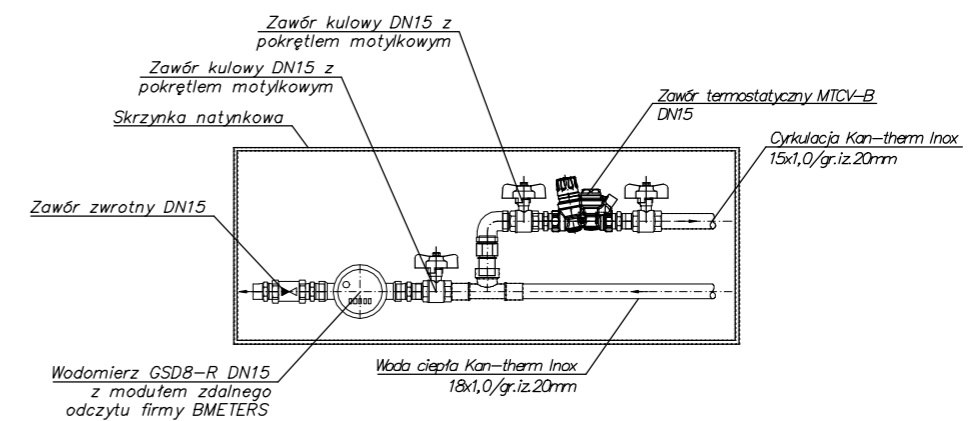 Zawór kulowy DN15 z
pokrętlem motylkowym
Zawór kulowy DN15 z
pokrętlem motylkowym
Skrzynka natynkowa
Zawór termostatyczny MTCV-B
DN15
Cyrkulacja Kan-therm Inox
15x1,0/gr.iz.20mm
Zawór zwrotny DN15
Wodomierz GSD8-R DN15
z modułem zdalnego
odczytu firmy BMETERS
Woda ciepła Kan-therm Inox
18x1,0/gr.iz.20mm